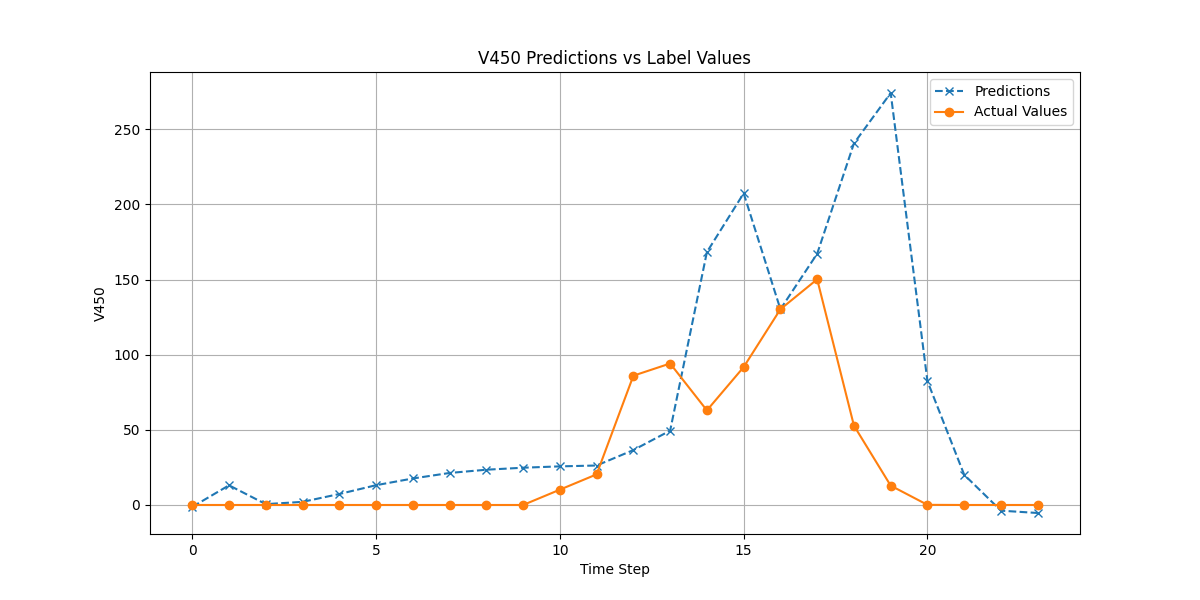 V450 Predictions vs Label Values
Predictions
Actual Values
250
200
150
100
50
0
V450
0 5 10 15 20
Time Step